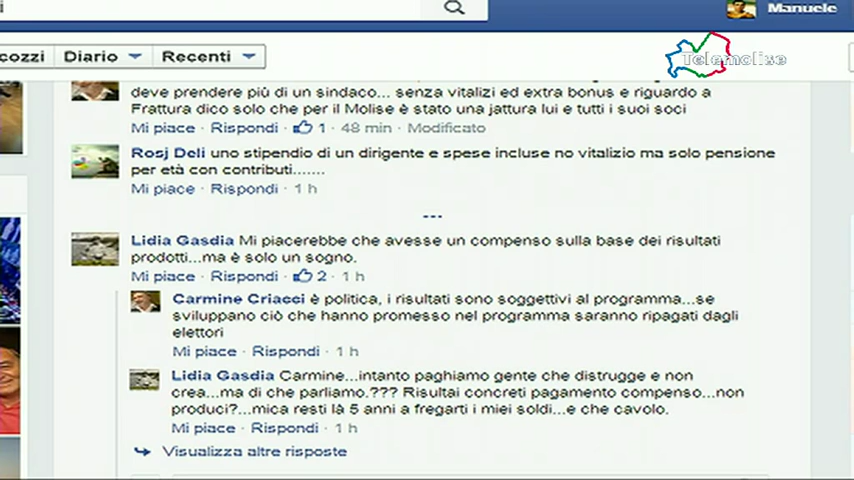 i
Manuele
cozzi Diario Recenti
Telemolise
deve prendere più di un sindaco... senza vitalizi ed extra bonus e riguardo a
Frattura dico solo che per il Molise è stato una jattura lui e tutti i suoi soci
Mi piace · Rispondi · 1 · 48 min · Modificato
Rosj Deli uno stipendio di un dirigente e spese incluse no vitalizio ma solo pensione
per età con contributi.......
Mi piace · Rispondi · 1 h
---
Lidia Gasdia Mi piacerebbe che avesse un compenso sulla base dei risultati
prodotti...ma è solo un sogno.
Mi piace · Rispondi · 2 · 1 h
Carmine Criacci è politica, i risultati sono soggettivi al programma...se
sviluppano ciò che hanno promesso nel programma saranno ripagati dagli
elettori
Mi piace · Rispondi · 1 h
Lidia Gasdia Carmine...intanto paghiamo gente che distrugge e non
crea...ma di che parliamo.??? Risultai concreti pagamento compenso...non
produci?...mica resti là 5 anni a fregarti i miei soldi...e che cavolo.
Mi piace · Rispondi · 1 h
Visualizza altre risposte